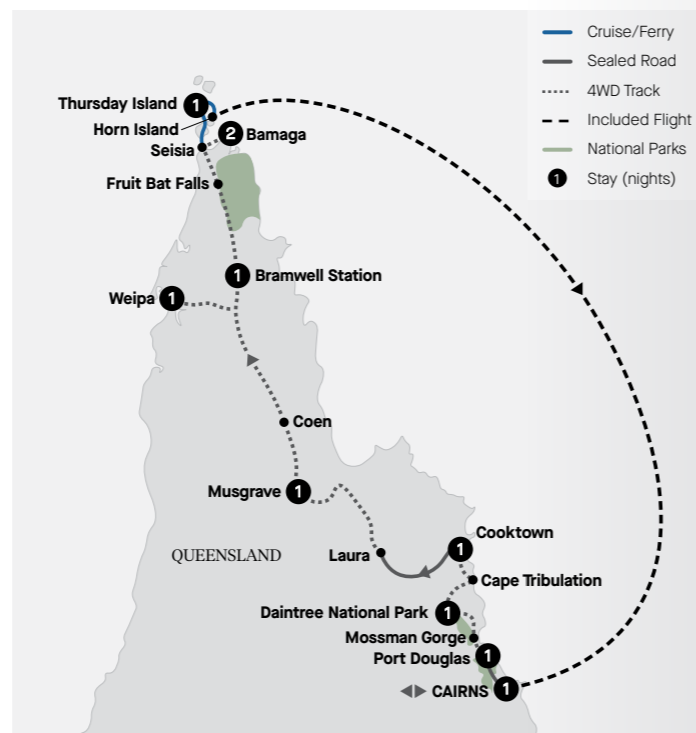 Cruise/Ferry
Sealed Road
4WD Track
Included Flight
National Parks
1 Stay (nights)
Thursday Island 1
Horn Island
2 Bamaga
Seisia
Fruit Bat Falls
1 Bramwell Station
Weipa 1
Coen
Musgrave 1
Cooktown
1
QUEENSLAND
Laura
Cape Tribulation
Daintree National Park 1
Mossman Gorge
Port Douglas 1
CAIRNS 1